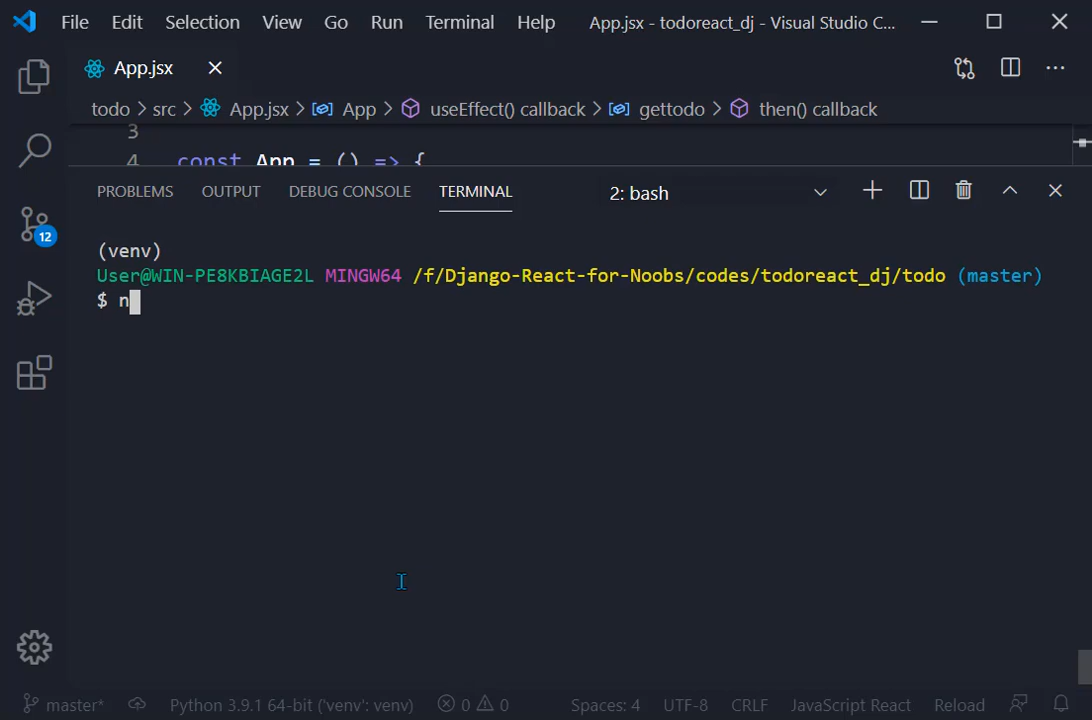 File Edit Selection View Go Run Terminal Help App.jsx - todoreact_dj - Visual Studio C...
App.jsx
todo > src > App.jsx > App > useEffect() callback > gettodo > then() callback
3
4 const App = () => {
PROBLEMS OUTPUT DEBUG CONSOLE TERMINAL 2: bash
12
(venv)
User@WIN-PE8KBIAGE2L MINGW64 /f/Django-React-for-Noobs/codes/todoreact_dj/todo (master)
$ n
master* Python 3.9.1 64-bit ('venv': venv) 0 0 Spaces: 4 UTF-8 CRLF JavaScript React Reload